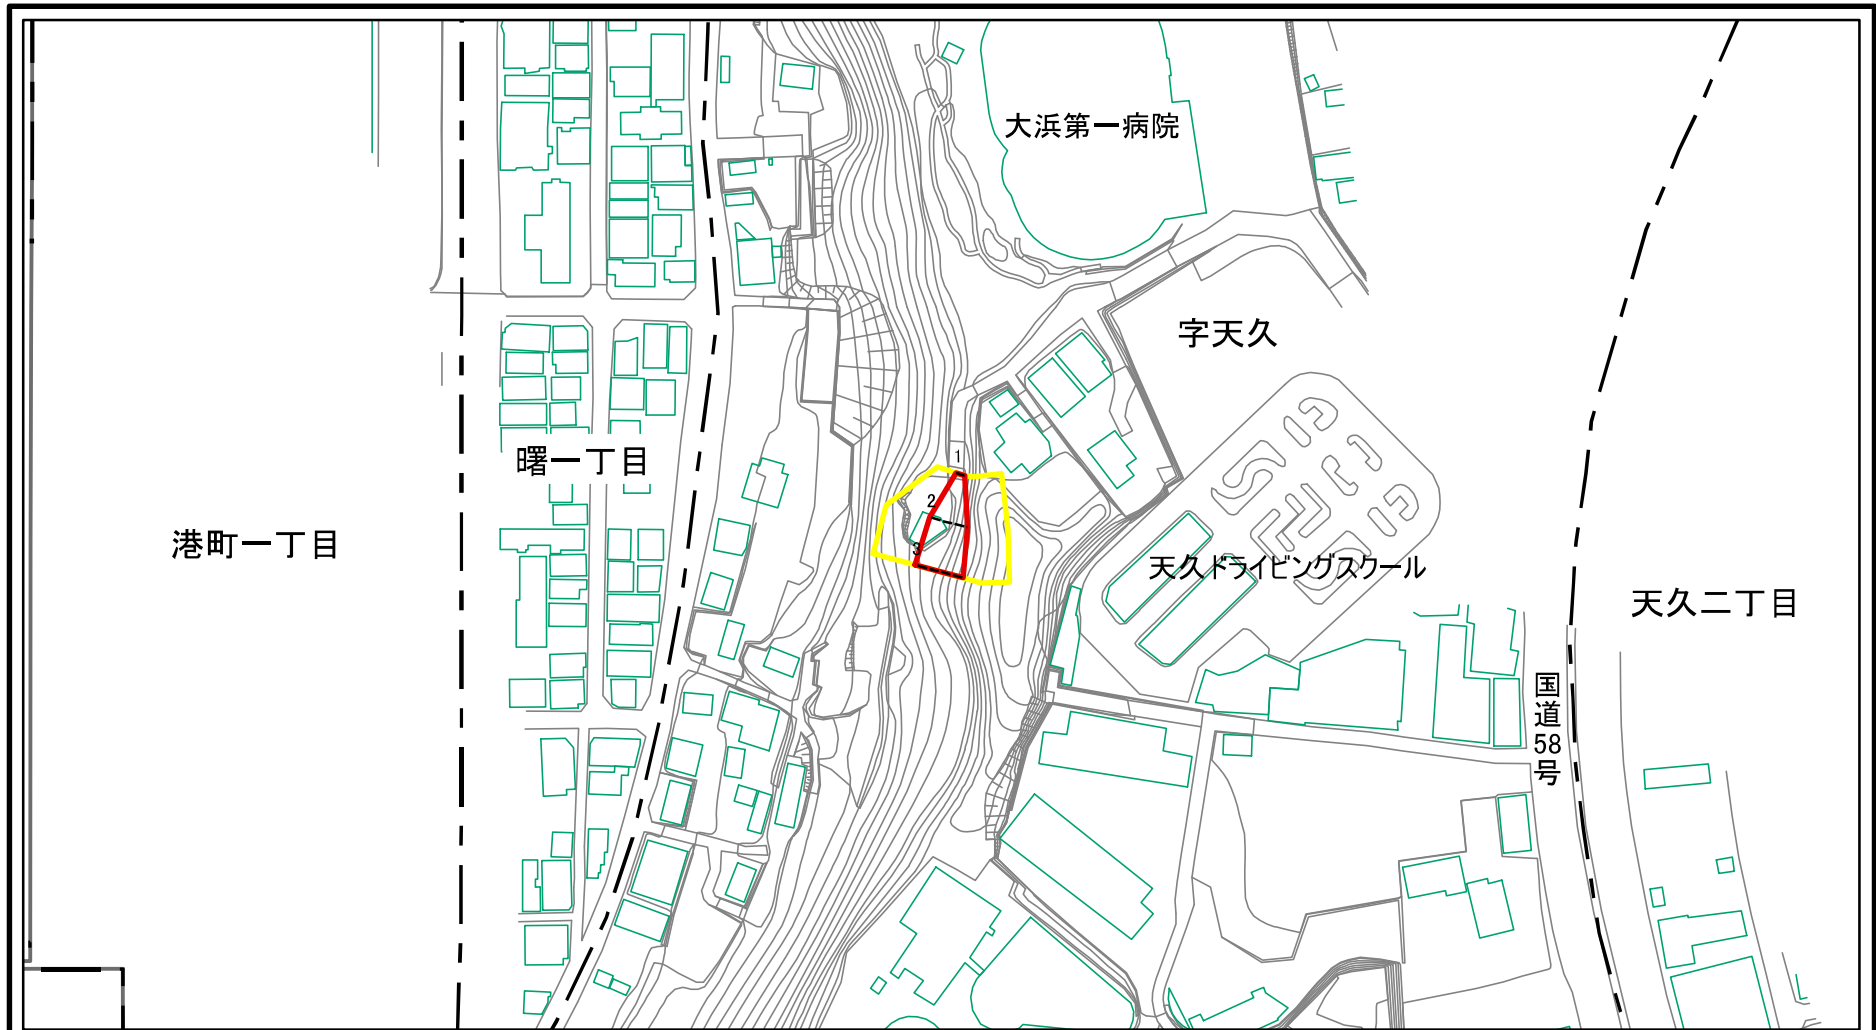 大浜第一病院
字天久
曙一丁目
1
2
3
港町一丁目
天久ドライビングスクール
天久二丁目
国道58号